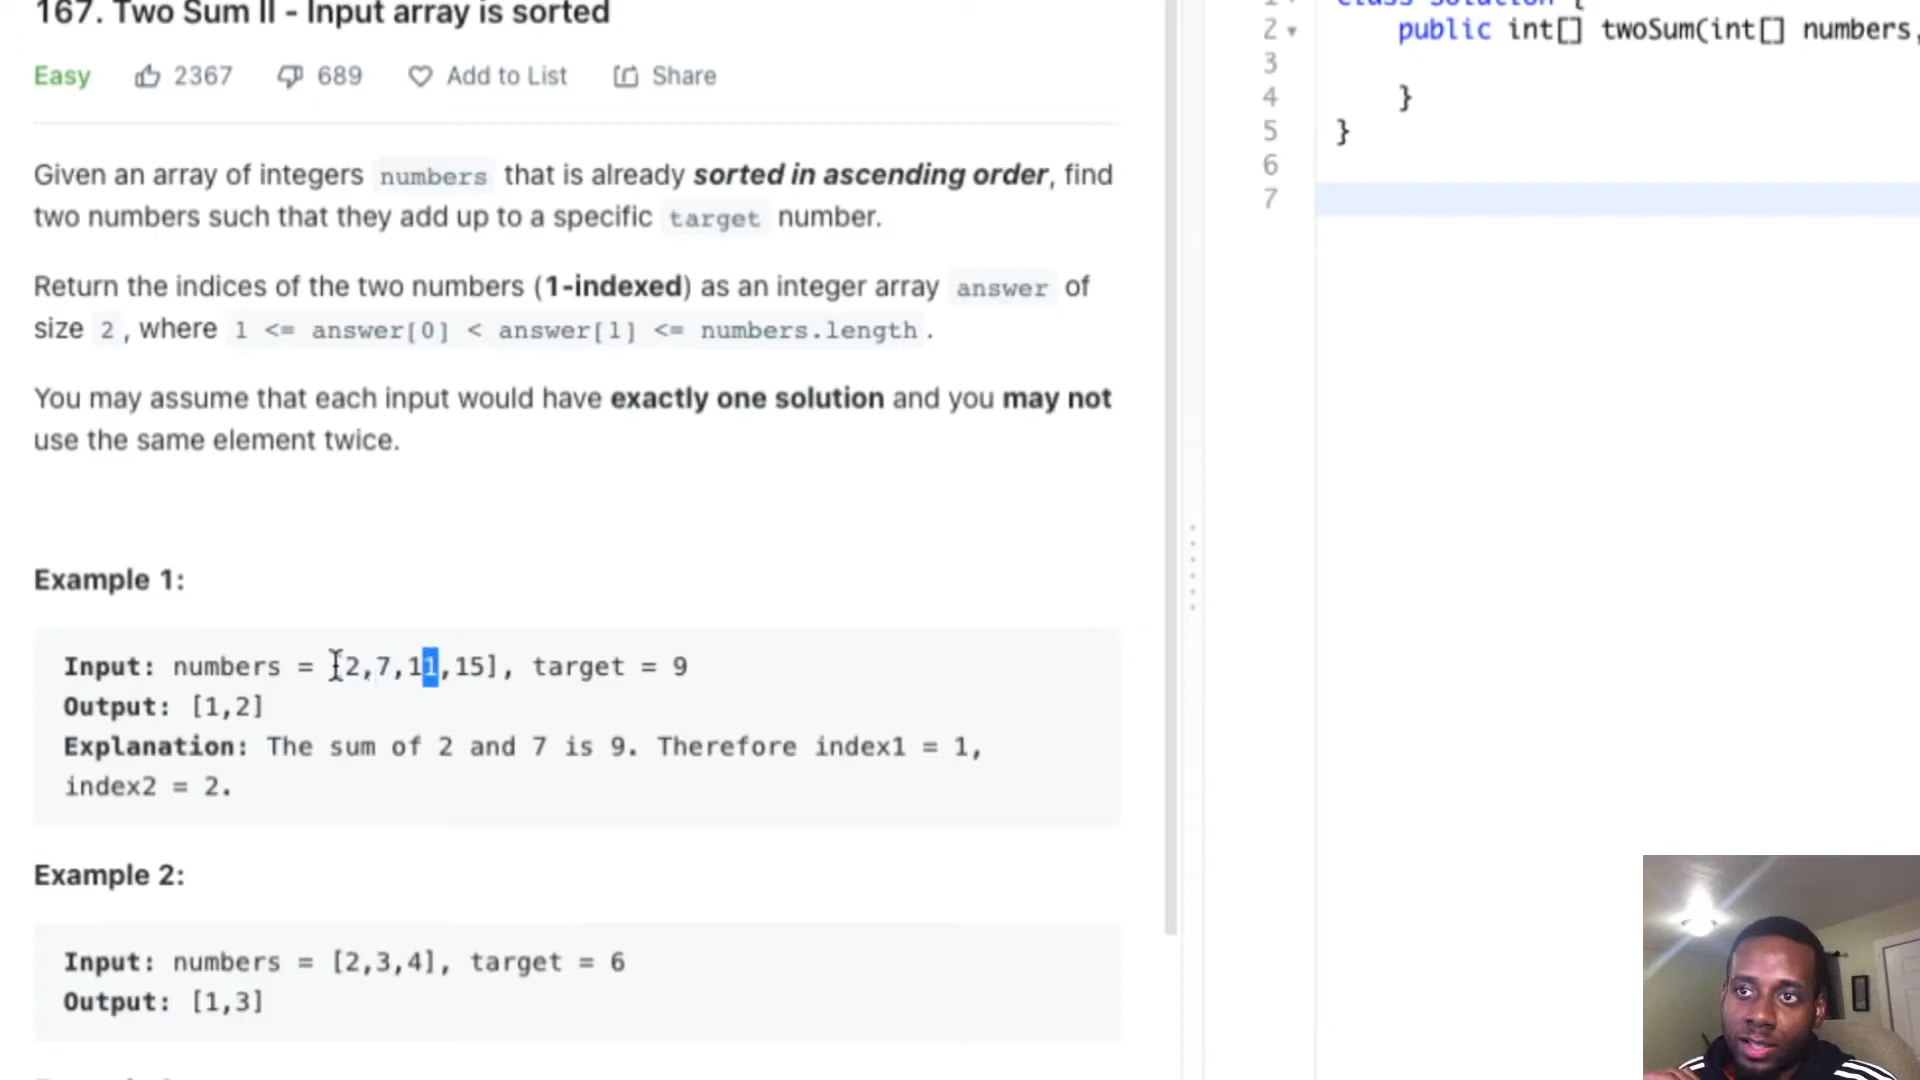 167. Two Sum II - Input array is sorted
Easy 2367 689 Add to List Share
Given an array of integers numbers that is already sorted in ascending order, find
two numbers such that they add up to a specific target number.
Return the indices of the two numbers (1-indexed) as an integer array answer of
size 2, where 1 <= answer[0] < answer[1] <= numbers.length.
You may assume that each input would have exactly one solution and you may not
use the same element twice.
Example 1:
Input: numbers = [2,7,11,15], target = 9
Output: [1,2]
Explanation: The sum of 2 and 7 is 9. Therefore index1 = 1,
index2 = 2.
Example 2:
Input: numbers = [2,3,4], target = 6
Output: [1,3]
class Solution {
2 public int[] twoSum(int[] numbers,
3
4 }
5 }
6
7